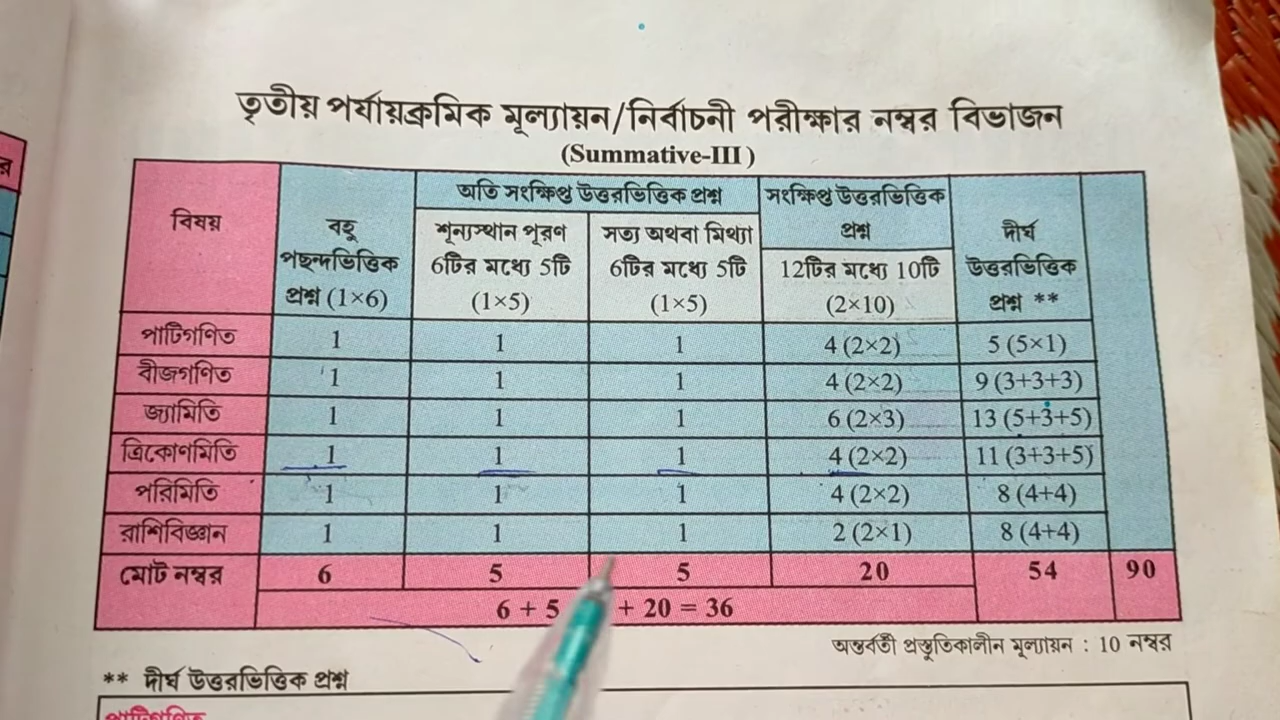 তৃতীয় পর্যায়ক্রমিক মূল্যায়ন/নির্বাচনী পরীক্ষার নম্বর বিভাজন
(Summative-III)
বিষয় বহু পছন্দভিত্তিক প্রশ্ন (1×6) অতি সংক্ষিপ্ত উত্তরভিত্তিক প্রশ্ন সংক্ষিপ্ত উত্তরভিত্তিক প্রশ্ন দীর্ঘ উত্তরভিত্তিক প্রশ্ন **
শূন্যস্থান পূরণ 6টির মধ্যে 5টি (1×5) সত্য অথবা মিথ্যা 6টির মধ্যে 5টি (1×5) 12টির মধ্যে 10টি (2×10)
পাটিগণিত 1 1 1 4 (2×2) 5 (5×1)
বীজগণিত 1 1 1 4 (2×2) 9 (3+3+3)
জ্যামিতি 1 1 1 6 (2×3) 13 (5+3+5)
ত্রিকোণমিতি 1 1 1 4 (2×2) 11 (3+3+5)
পরিমিতি 1 1 1 4 (2×2) 8 (4+4)
রাশিবিজ্ঞান 1 1 1 2 (2×1) 8 (4+4)
মোট নম্বর 6 5 5 20 54 90
6 + 5 + 20 = 36
অন্তর্বর্তী প্রস্তুতিকালীন মূল্যায়ন : 10 নম্বর
** দীর্ঘ উত্তরভিত্তিক প্রশ্ন
পাটিগণিত
র